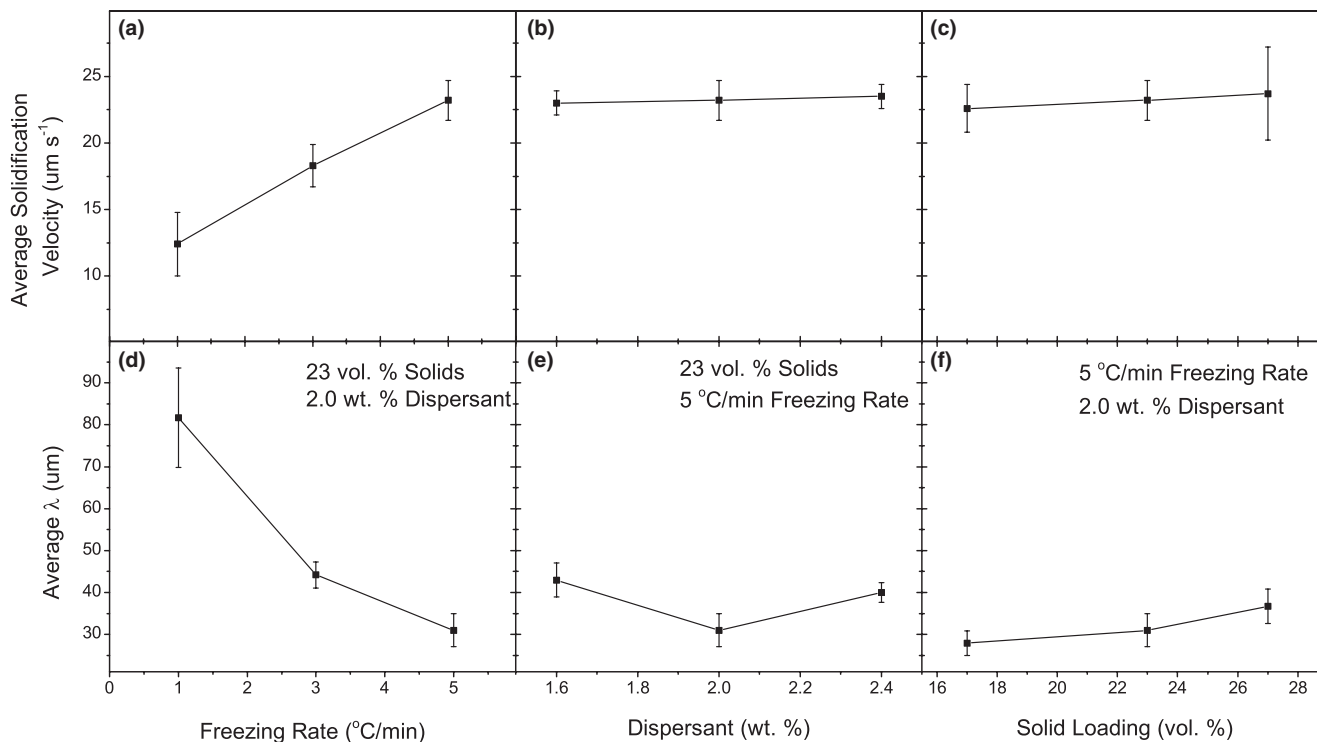 (a)
(b)
(c)
25
20
15
10
Average Solidification
Velocity (um s⁻¹)
(d)
23 vol. % Solids
2.0 wt. % Dispersant
(e)
23 vol. % Solids
5 °C/min Freezing Rate
(f)
5 °C/min Freezing Rate
2.0 wt. % Dispersant
90
80
70
60
50
40
30
Average λ (um)
0 1 2 3 4 5
1.6 1.8 2.0 2.2 2.4
16 18 20 22 24 26 28
Freezing Rate (°C/min)
Dispersant (wt. %)
Solid Loading (vol. %)